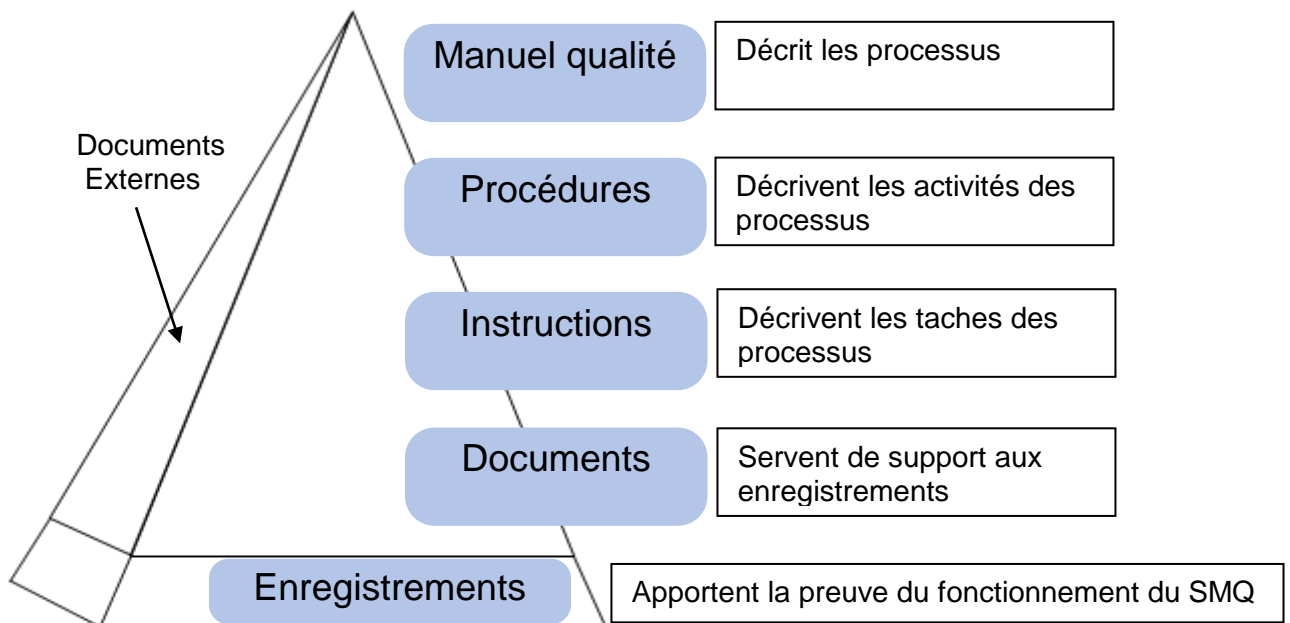 Manuel qualité
Décrit les processus
Documents
Externes
Procédures
Décrivent les activités des
processus
Instructions
Décrivent les taches des
processus
Documents
Servent de support aux
enregistrements
Enregistrements
Apportent la preuve du fonctionnement du SMQ